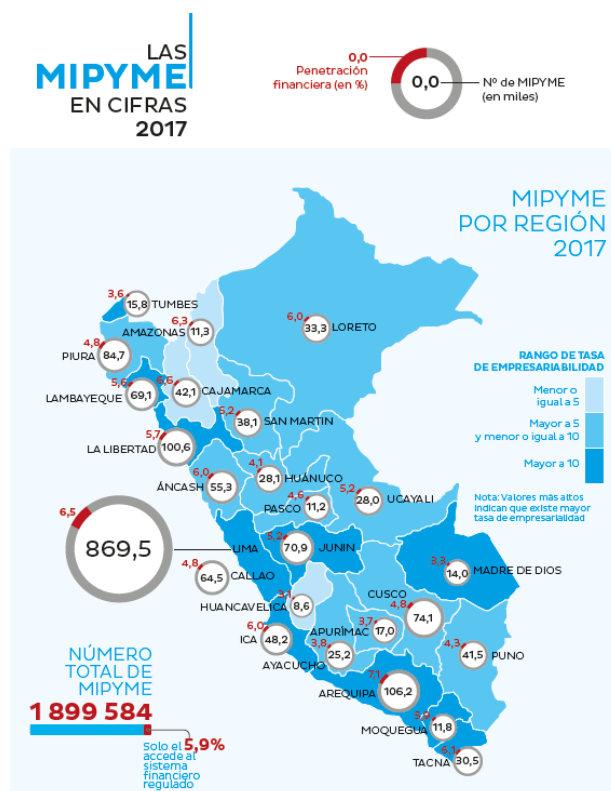 LAS
MIPYME
EN CIFRAS
2017
0,0
Penetración
financiera (en %)
0,0
Nº de MIPYME
(en miles)
MIPYME
POR REGIÓN
2017
3,6
15,8
TUMBES
6,3
AMAZONAS
11,3
6,0
33,3
LORETO
4,8
PIURA
84,7
5,6
LAMBAYEQUE
69,1
6,6
42,1
CAJAMARCA
5,2
38,1
SAN MARTIN
5,7
LA LIBERTAD
100,6
6,0
ÁNCASH
55,3
4,1
28,1
HUÁNUCO
4,6
PASCO
11,2
5,2
28,0
UCAYALI
6,5
869,5
LIMA
5,2
70,9
JUNIN
4,8
64,5
CALLAO
3,3
14,0
MADRE DE DIOS
3,1
HUANCAVELICA
8,6
CUSCO
4,8
74,1
6,0
ICA
48,2
3,7
APURÍMAC
17,0
3,8
AYACUCHO
25,2
4,3
41,5
PUNO
7,1
AREQUIPA
106,2
5,9
MOQUEGUA
11,8
6,1
TACNA
30,5
RANGO DE TASA
DE EMPRESARIABILIDAD
Menor o
igual a 5
Mayor a 5
y menor o igual a 10
Mayor a 10
Nota: Valores más altos
indican que existe mayor
tasa de empresarialidad
NÚMERO
TOTAL DE
MIPYME
1 899 584
Solo el 5,9%
accede al
sistema
financiero
regulado